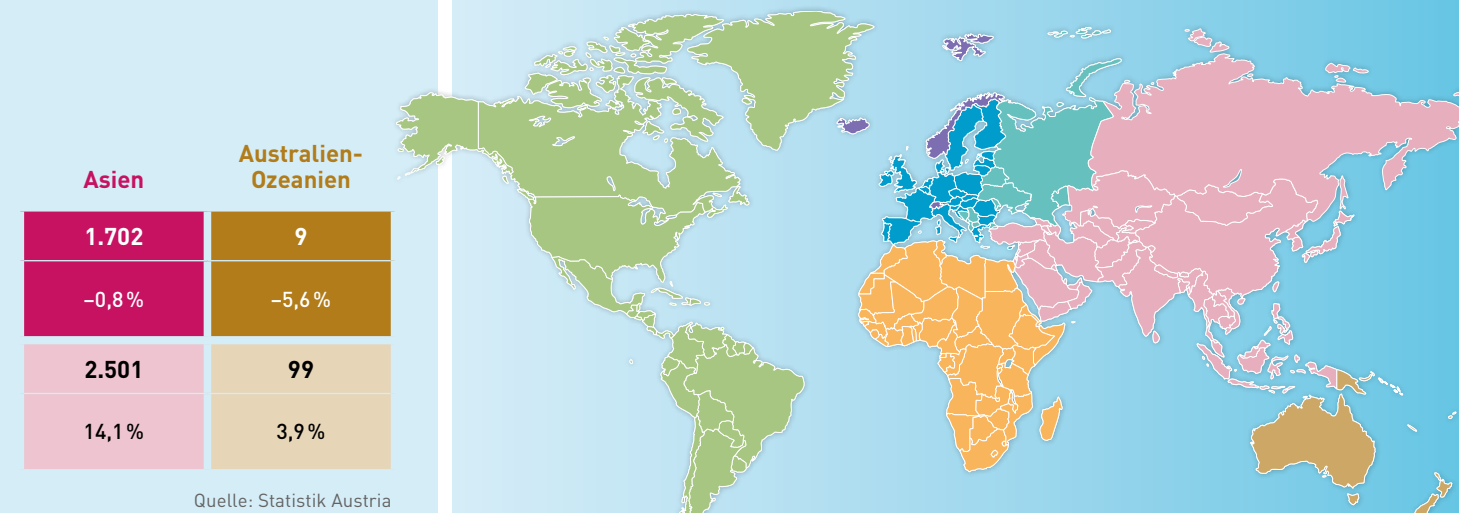 Asien
Australien-
Ozeanien
1.702 9
–0,8 % –5,6 %
2.501 99
14,1 % 3,9 %
Quelle: Statistik Austria